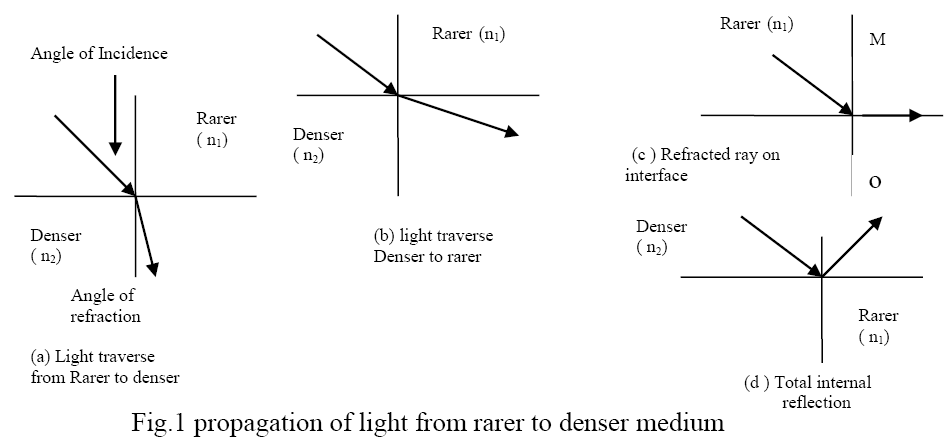 Angle of Incidence
Rarer
( n₁)
Denser
( n₂)
Angle of
refraction
(a) Light traverse
from Rarer to denser
Rarer (n₁)
Denser
( n₂)
(b) light traverse
Denser to rarer
Rarer (n₁)
M
(c ) Refracted ray on
interface
O
Denser
( n₂)
Rarer
( n₁)
(d ) Total internal
reflection
Fig.1 propagation of light from rarer to denser medium